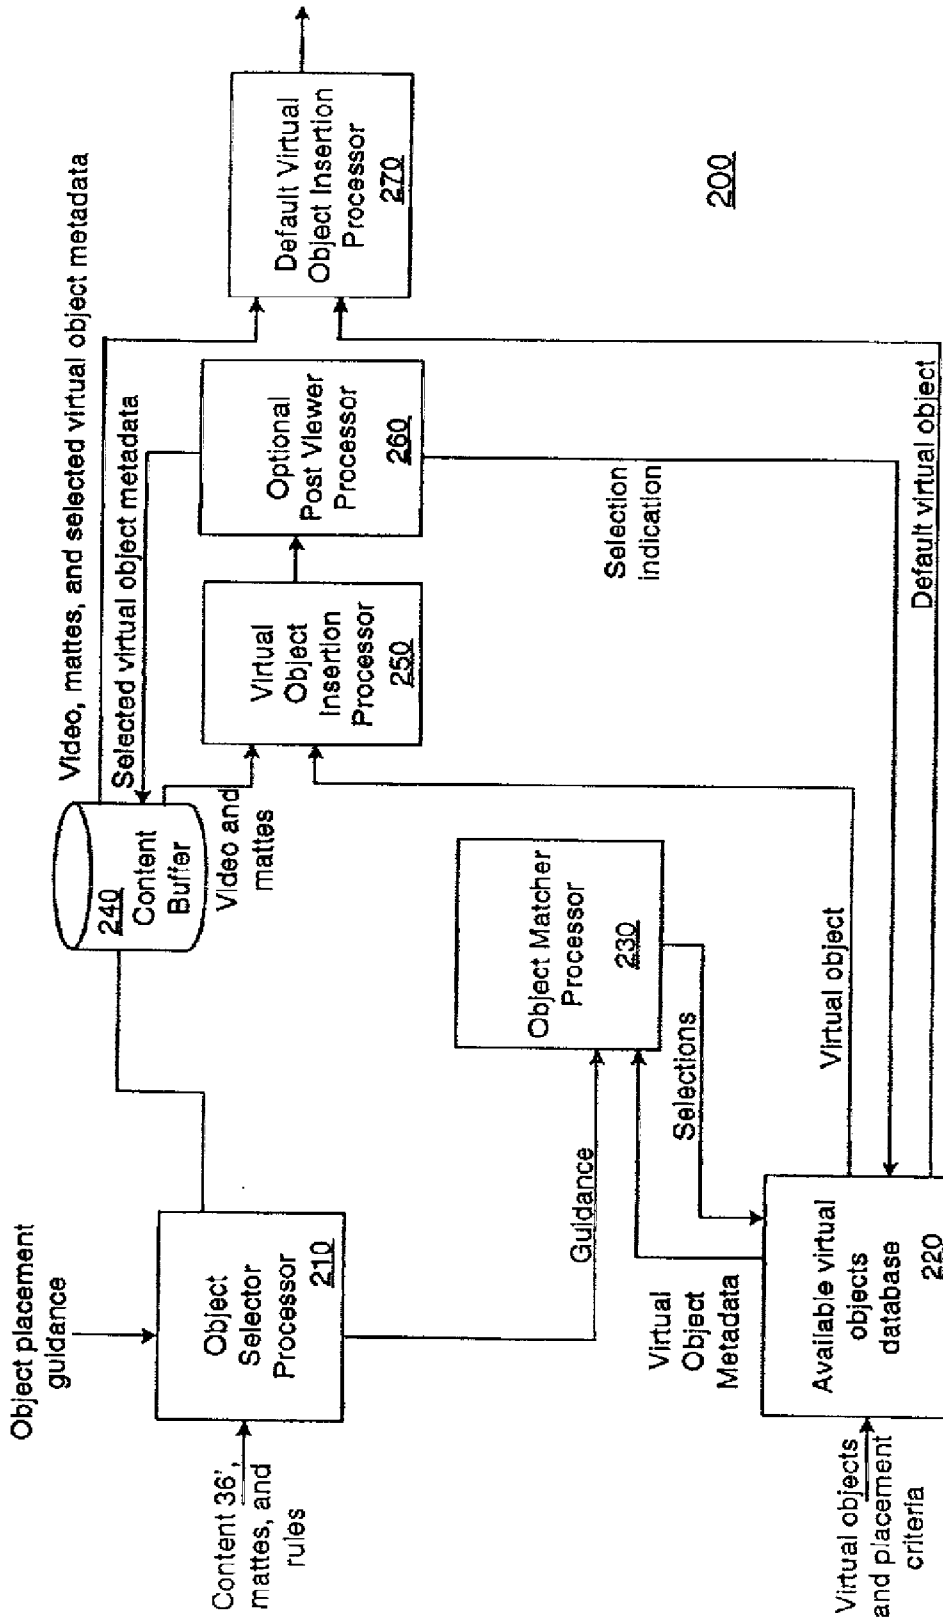 Object placement
guidance
Content 36',
mattes, and
rules
Object
Selector
Processor
210
240
Content
Buffer
Video, mattes, and selected virtual object metadata
Selected virtual object metadata
Video and
mattes
Virtual
Object
Insertion
Processor
250
Optional
Post Viewer
Processor
260
Default Virtual
Object Insertion
Processor
270
Guidance
Object Matcher
Processor
230
Selections
Virtual
Object
Metadata
Selection
indication
Virtual objects
and placement
criteria
Available virtual
objects
database
220
Virtual object
Default virtual object
200